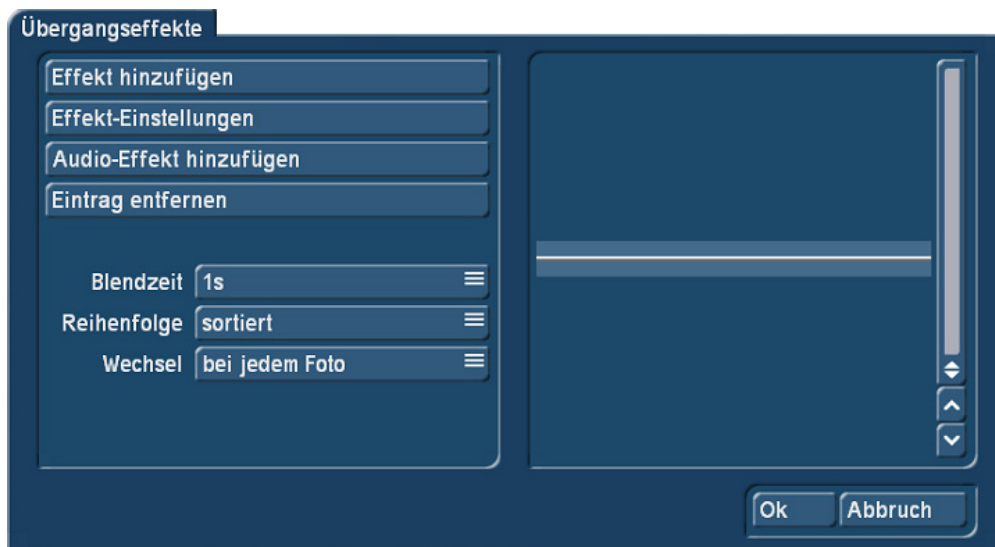 Übergangseffekte
Effekt hinzufügen
Effekt-Einstellungen
Audio-Effekt hinzufügen
Eintrag entfernen
Blendzeit 1s
Reihenfolge sortiert
Wechsel bei jedem Foto
Ok Abbruch